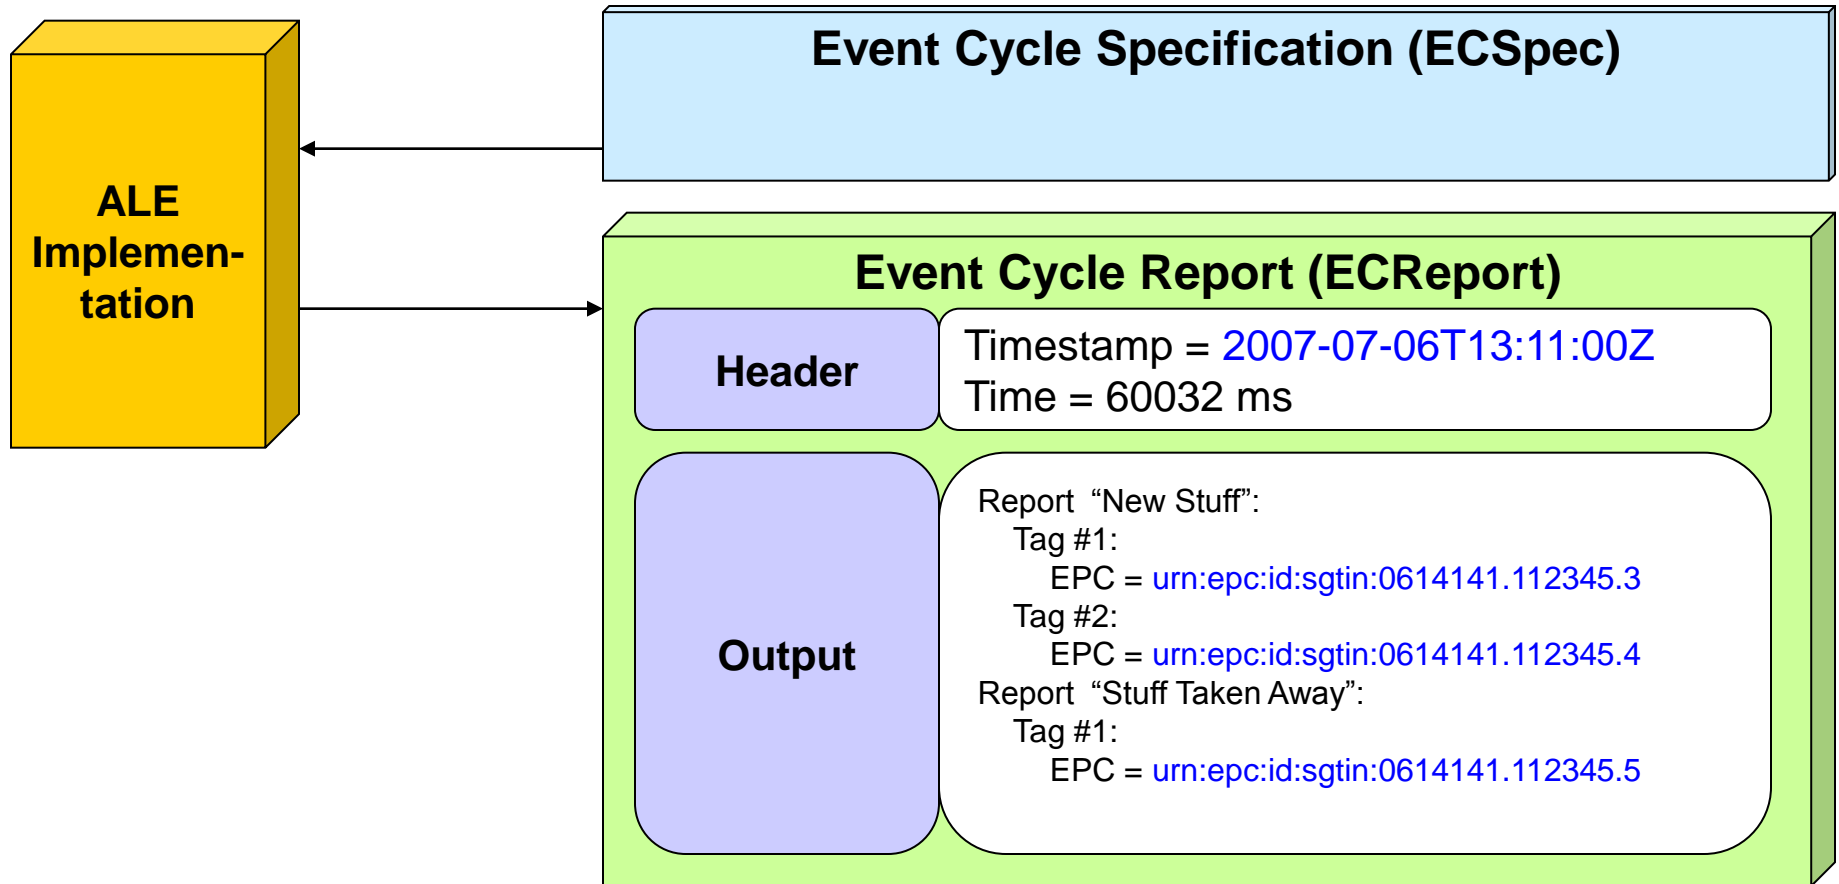 Event Cycle Specification (ECSpec)
ALE
Implemen-
tation
Event Cycle Report (ECReport)
Header
Timestamp = 2007-07-06T13:11:00Z
Time = 60032 ms
Output
Report “New Stuff”:
Tag #1:
EPC = urn:epc:id:sgtin:0614141.112345.3
Tag #2:
EPC = urn:epc:id:sgtin:0614141.112345.4
Report “Stuff Taken Away”:
Tag #1:
EPC = urn:epc:id:sgtin:0614141.112345.5